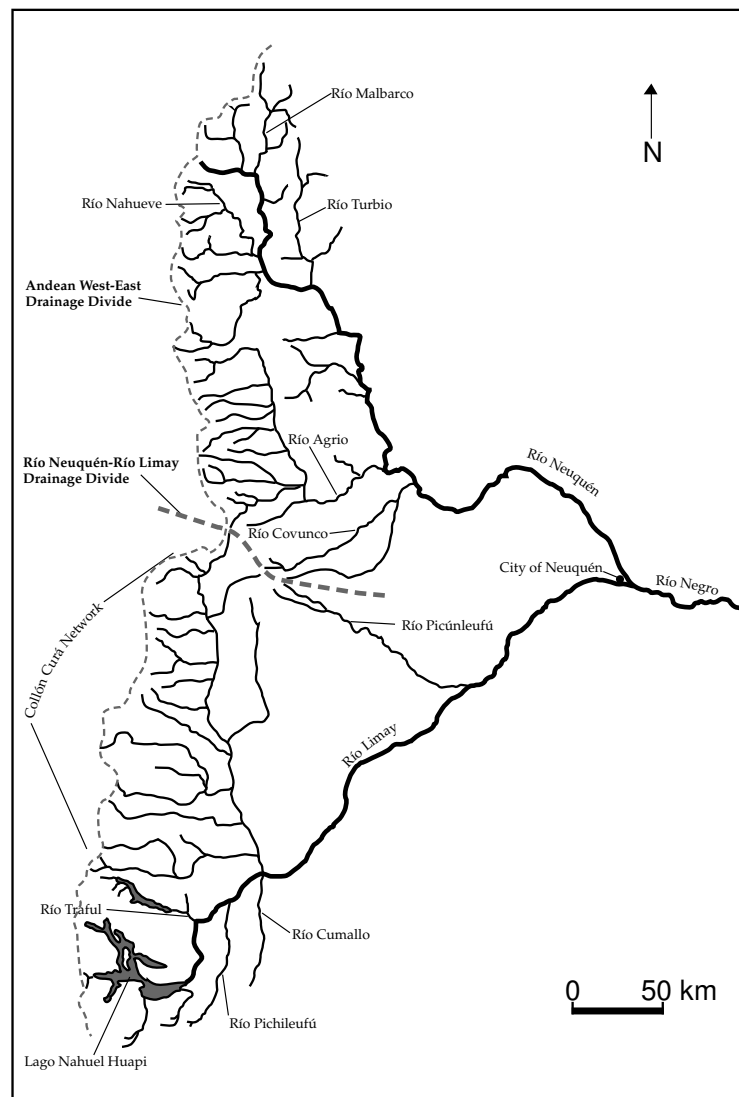 Río Malbarco
N
Río Nahueve
Río Turbio
Andean West-East
Drainage Divide
Río Agrio
Río Neuquén-Río Limay
Drainage Divide
Río Neuquén
Río Covunco
City of Neuquén
Río Negro
Río Picúnleufú
Collón Curá Network
Río Limay
Río Traful
Río Cumallo
0 50 km
Río Pichileufú
Lago Nahuel Huapi